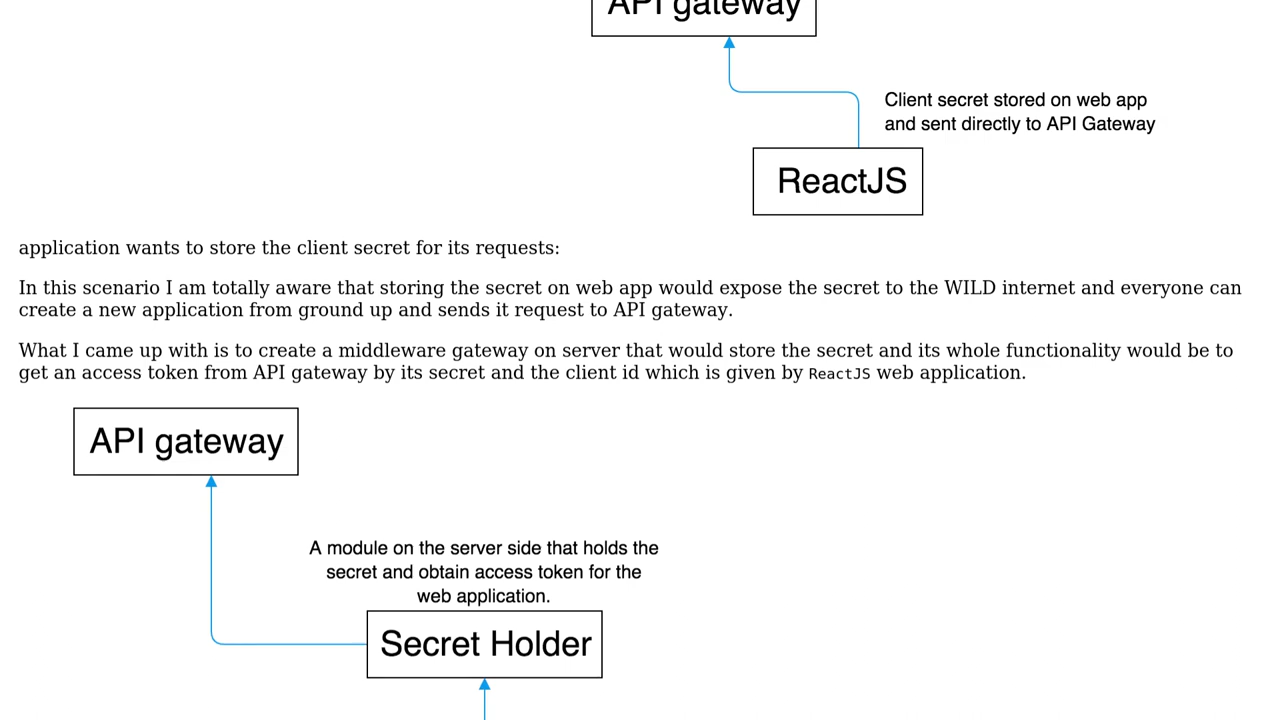 API gateway
Client secret stored on web app
and sent directly to API Gateway
ReactJS
application wants to store the client secret for its requests:
In this scenario I am totally aware that storing the secret on web app would expose the secret to the WILD internet and everyone can
create a new application from ground up and sends it request to API gateway.
What I came up with is to create a middleware gateway on server that would store the secret and its whole functionality would be to
get an access token from API gateway by its secret and the client id which is given by ReactJS web application.
API gateway
A module on the server side that holds the
secret and obtain access token for the
web application.
Secret Holder